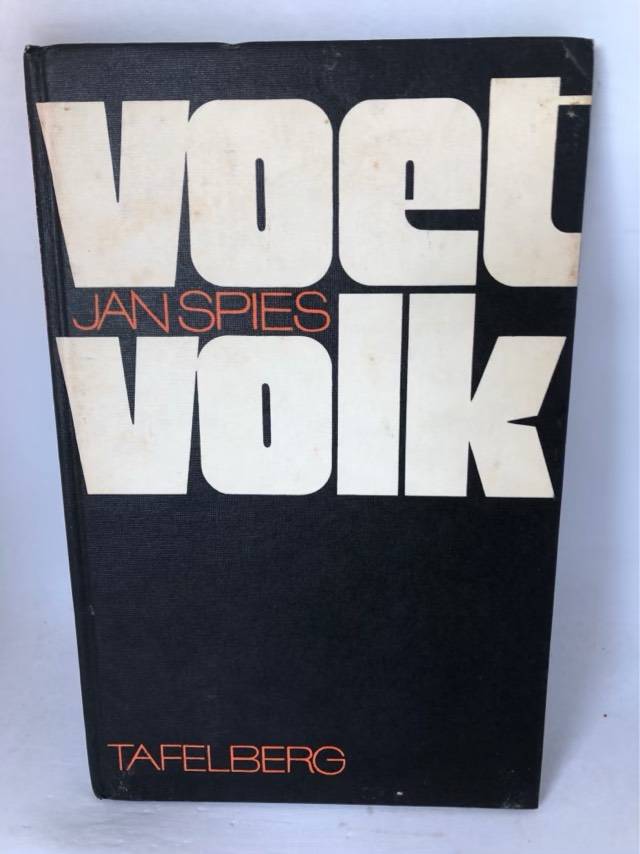 voet
JAN SPIES
volk
TAFELBERG